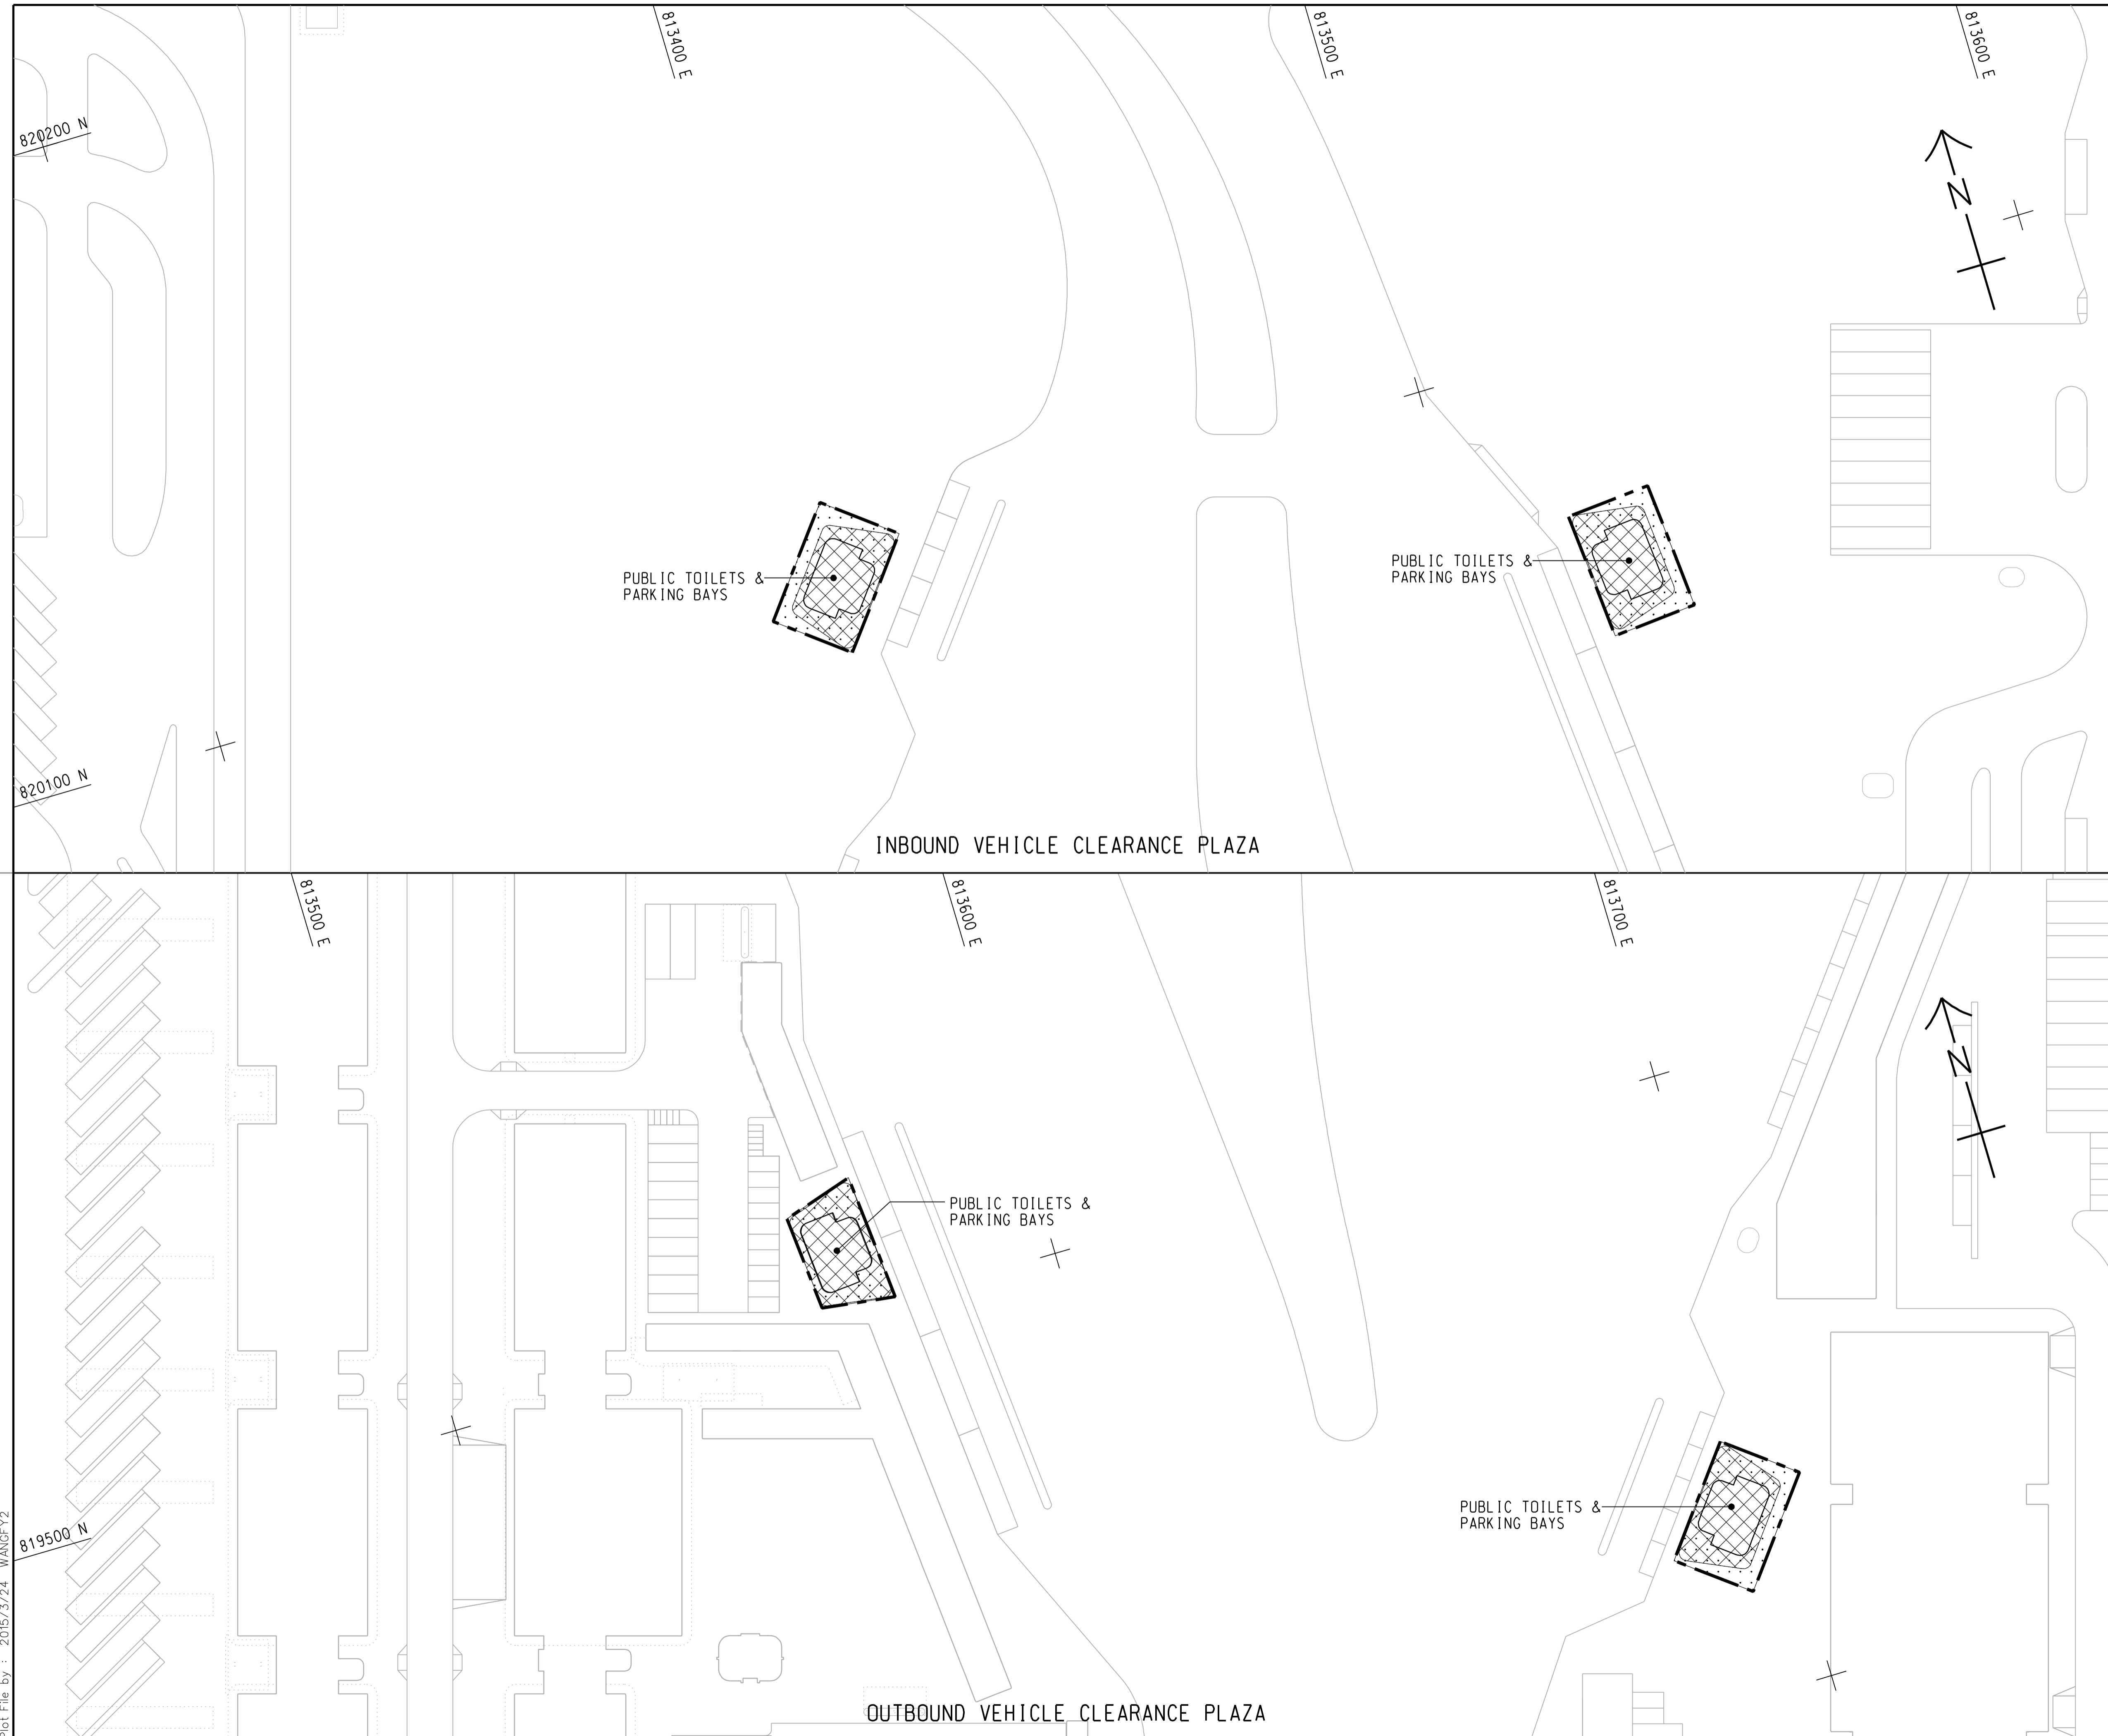 813400 E
813500 E
813600 E
820200 N
N
PUBLIC TOILETS &
PARKING BAYS
PUBLIC TOILETS &
PARKING BAYS
820100 N
INBOUND VEHICLE CLEARANCE PLAZA
813500 E
813600 E
813700 E
N
PUBLIC TOILETS &
PARKING BAYS
PUBLIC TOILETS &
PARKING BAYS
819500 N
OUTBOUND VEHICLE CLEARANCE PLAZA
Plot File by : 2015/3/24 WANGFY2